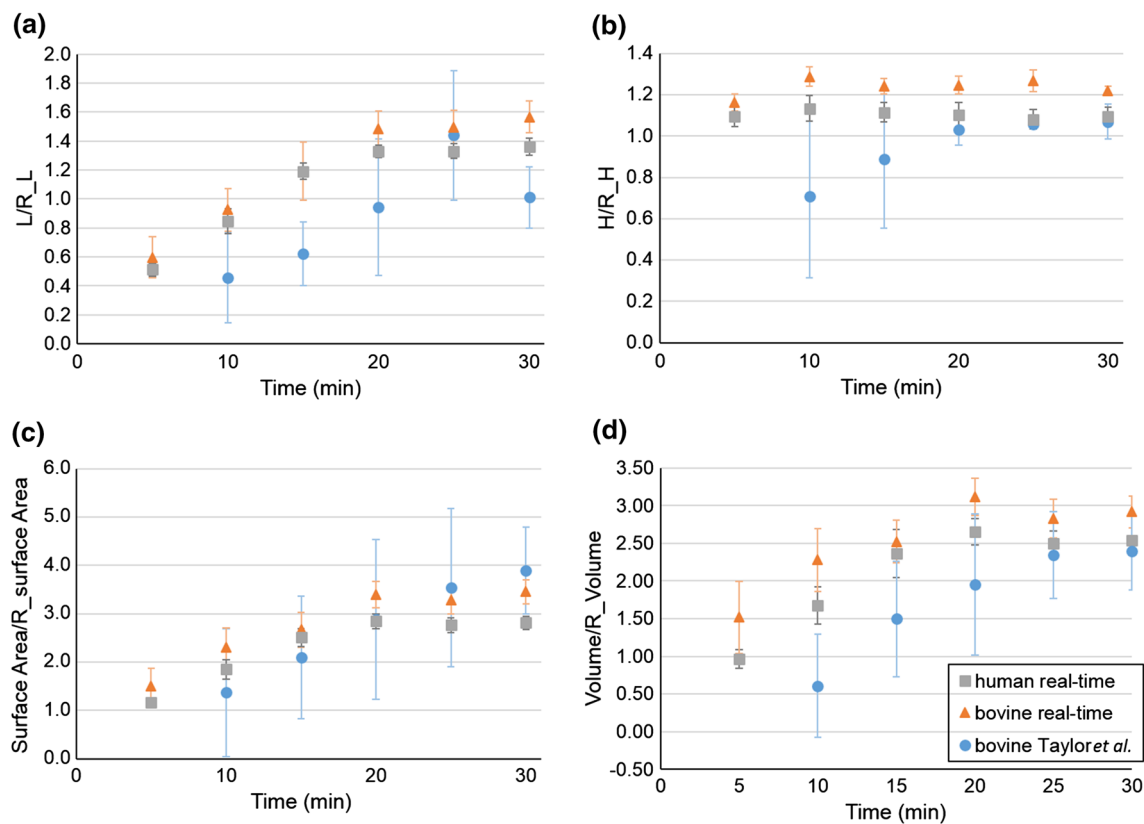 (a)
2.0
1.8
1.6
1.4
1.2
1.0
0.8
0.6
0.4
0.2
0.0
L/R_L
0 10 20 30
Time (min)
(b)
1.4
1.2
1.0
0.8
0.6
0.4
0.2
0.0
H/R_H
0 10 20 30
Time (min)
(c)
6.0
5.0
4.0
3.0
2.0
1.0
0.0
Surface Area/R_surface Area
0 10 20 30
Time (min)
(d)
3.50
3.00
2.50
2.00
1.50
1.00
0.50
0.00
-0.50
Volume/R_Volume
0 5 10 15 20 25 30
Time (min)
human real-time
bovine real-time
bovine Taylor et al.